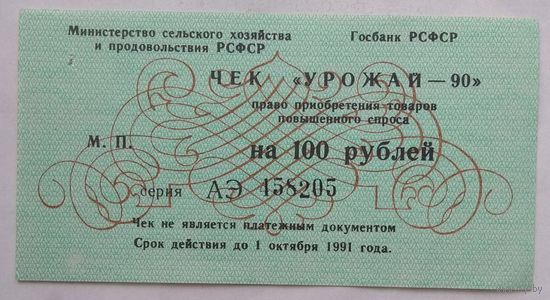 Министерство сельского хозяйства
и продовольствия РСФСР
Госбанк РСФСР
ЧЕК «УРОЖАЙ—90»
право приобретения товаров
повышенного спроса
М. П.
на 100 рублей
серия АЭ 158205
Чек не является платежным документом
Срок действия до 1 октября 1991 года.